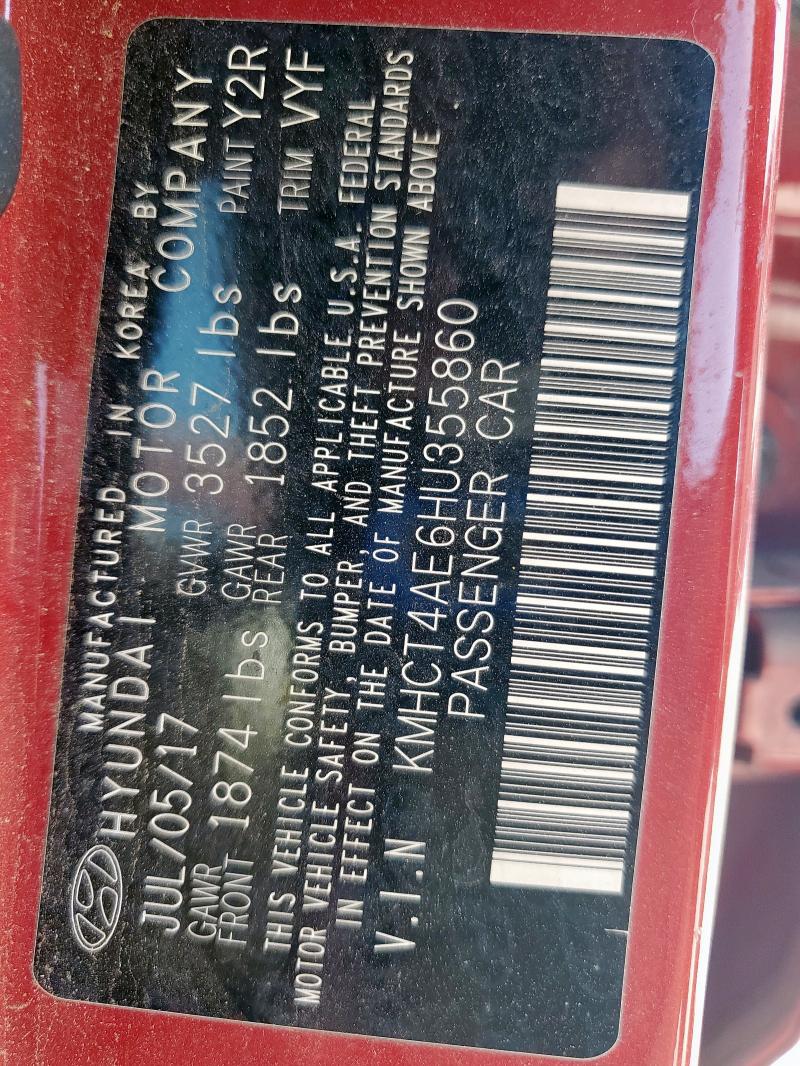 MANUFACTURED IN KOREA BY
HYUNDAI MOTOR COMPANY
JUL/05/17 GVWR 3527 lbs PAINT Y2R
GAWR FRONT 1874 lbs GAWR REAR 1852 lbs TRIM VYF
THIS VEHICLE CONFORMS TO ALL APPLICABLE U.S.A. FEDERAL
MOTOR VEHICLE SAFETY, BUMPER, AND THEFT PREVENTION STANDARDS
IN EFFECT ON THE DATE OF MANUFACTURE SHOWN ABOVE .
V.I.N KMHCT4AE6HU355860
PASSENGER CAR